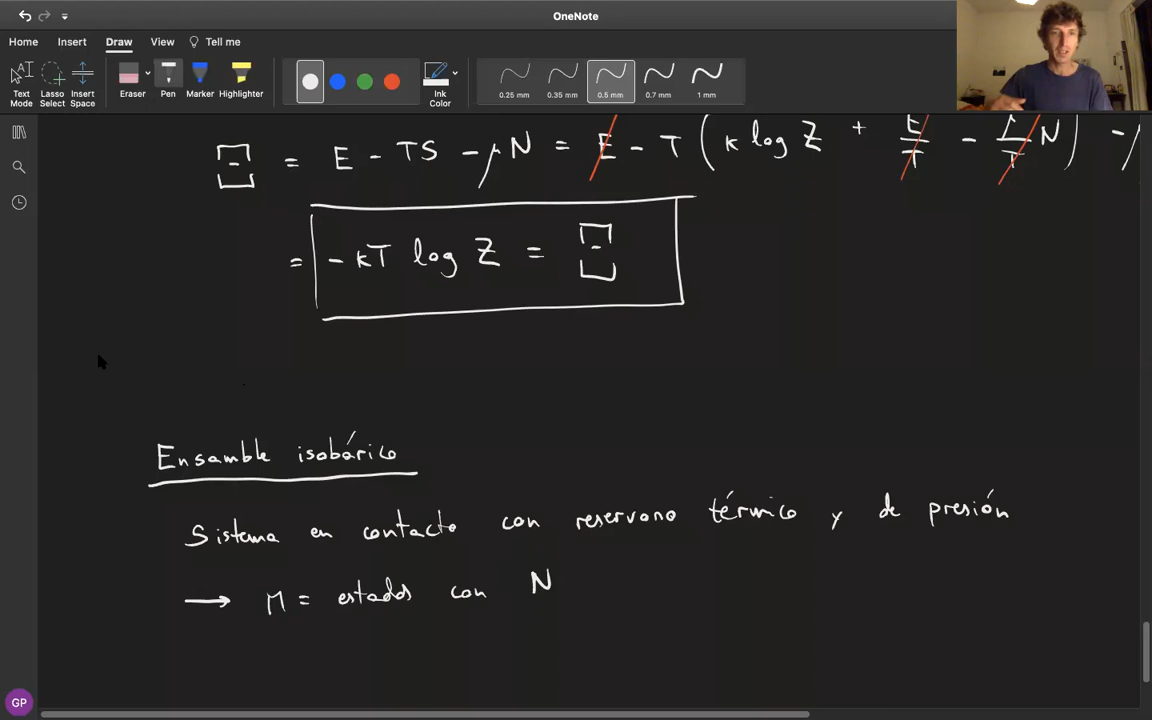 OneNote
Home Insert Draw View Tell me
Text Mode Lasso Select Insert Space Eraser Pen Marker Highlighter Ink Color 0.25 mm 0.35 mm 0.5 mm 0.7 mm 1 mm
Ξ = E - TS - μN = E - T (k log Z + E/T - μ/T N) -
= - kT log Z = Ξ
Ensamble isobárico
Sistema en contacto con reservorio térmico y de presión
→ M = estados con N
GP